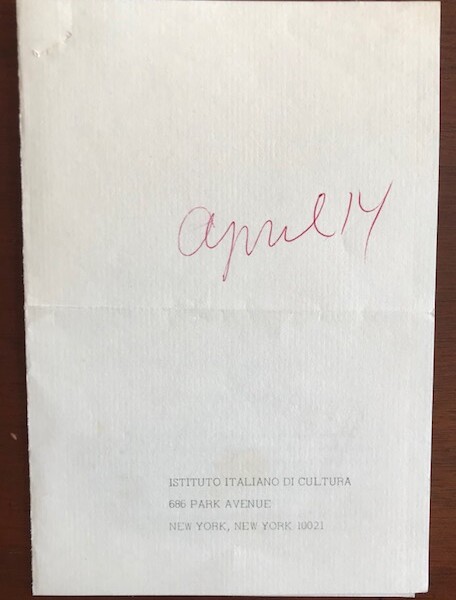 April 14
ISTITUTO ITALIANO DI CULTURA
686 PARK AVENUE
NEW YORK, NEW YORK 10021